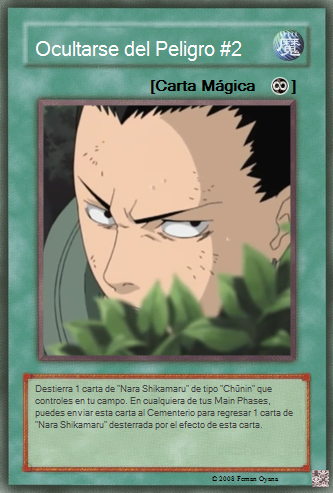 Ocultarse del Peligro #2
魔
[Carta Mágica ]
Destierra 1 carta de "Nara Shikamaru" de tipo "Chūnin" que
controles en tu campo. En cualquiera de tus Main Phases,
puedes enviar esta carta al Cementerio para regresar 1 carta de
"Nara Shikamaru" desterrada por el efecto de esta carta.
©2008 Fernan Oyana